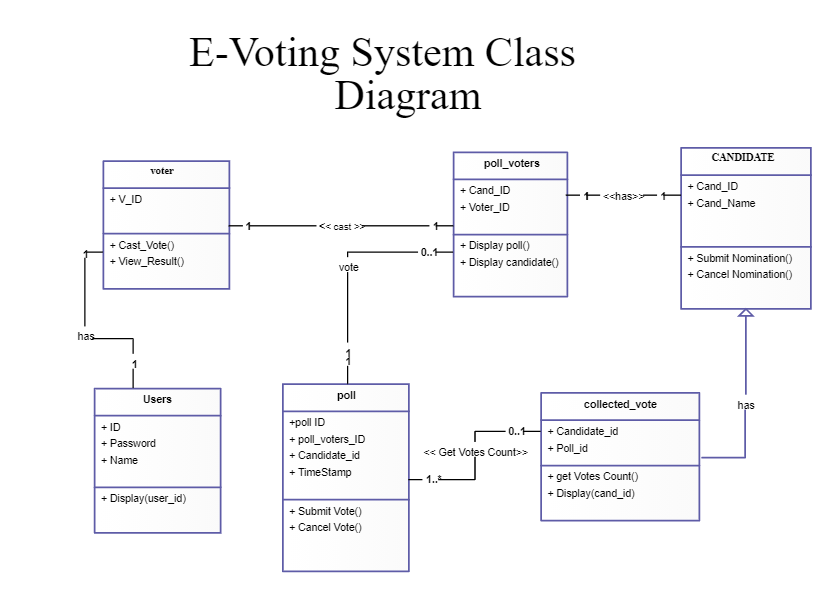 E-Voting System Class
Diagram
voter
+ V_ID
+ Cast_Vote()
+ View_Result()
1
<< cast >>
1
poll_voters
+ Cand_ID
+ Voter_ID
+ Display poll()
+ Display candidate()
1
<<has>>
1
CANDIDATE
+ Cand_ID
+ Cand_Name
+ Submit Nomination()
+ Cancel Nomination()
1
has
1
0..1
vote
1
1
Users
+ ID
+ Password
+ Name
+ Display(user_id)
poll
+poll ID
+ poll_voters_ID
+ Candidate_id
+ TimeStamp
+ Submit Vote()
+ Cancel Vote()
0..1
<< Get Votes Count>>
1..*
collected_vote
+ Candidate_id
+ Poll_id
+ get Votes Count()
+ Display(cand_id)
has